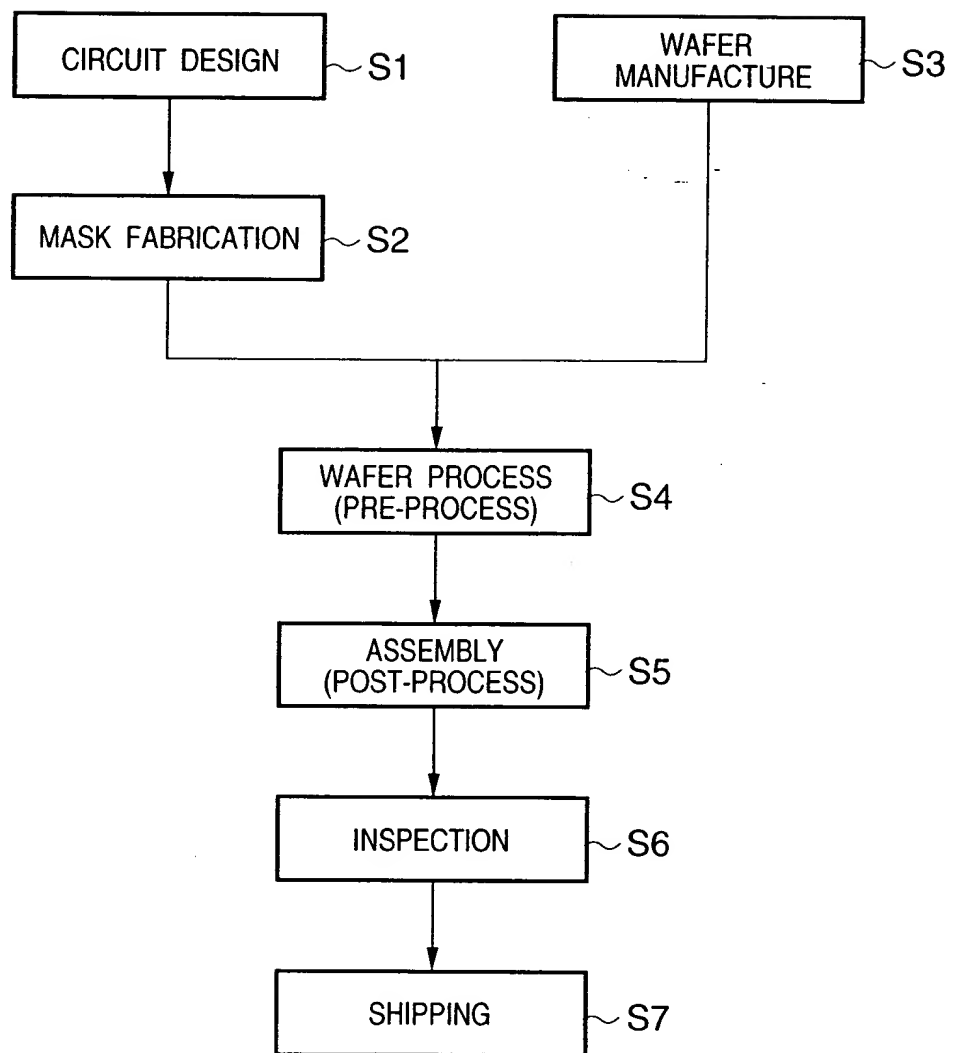 CIRCUIT DESIGN
S1
WAFER
MANUFACTURE
S3
MASK FABRICATION
S2
WAFER PROCESS
(PRE-PROCESS)
S4
ASSEMBLY
(POST-PROCESS)
S5
INSPECTION
S6
SHIPPING
S7